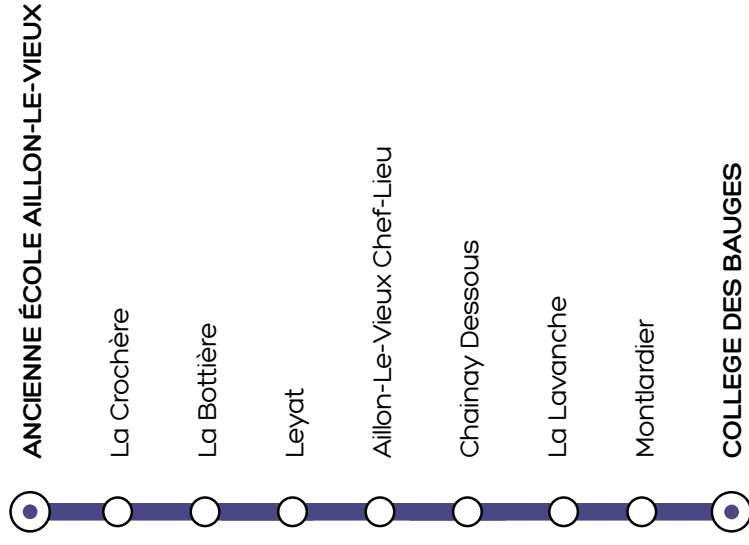 ANCIENNE ÉCOLE AILLON-LE-VIEUX
La Crochère
La Bottière
Leyat
Aillon-Le-Vieux Chef-Lieu
Chainay Dessous
La Lavanche
Montlardier
COLLEGE DES BAUGES